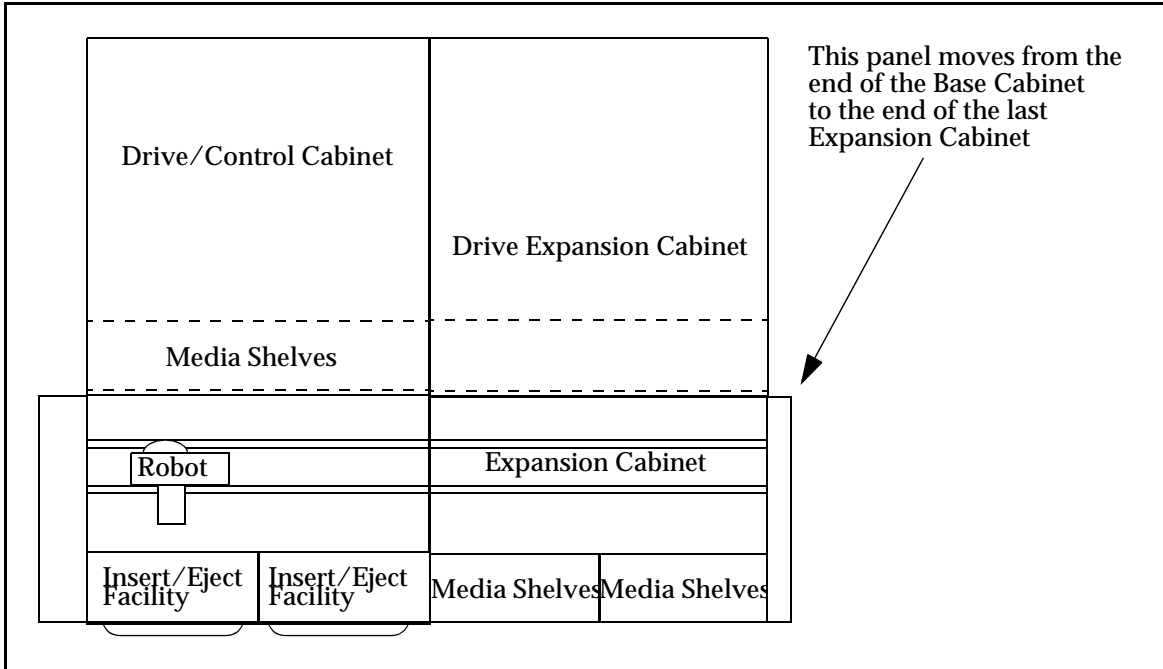 This panel moves from the
end of the Base Cabinet
to the end of the last
Expansion Cabinet
Drive/Control Cabinet
Drive Expansion Cabinet
Media Shelves
Robot
Expansion Cabinet
Insert/Eject
Facility
Insert/Eject
Facility
Media Shelves
Media Shelves